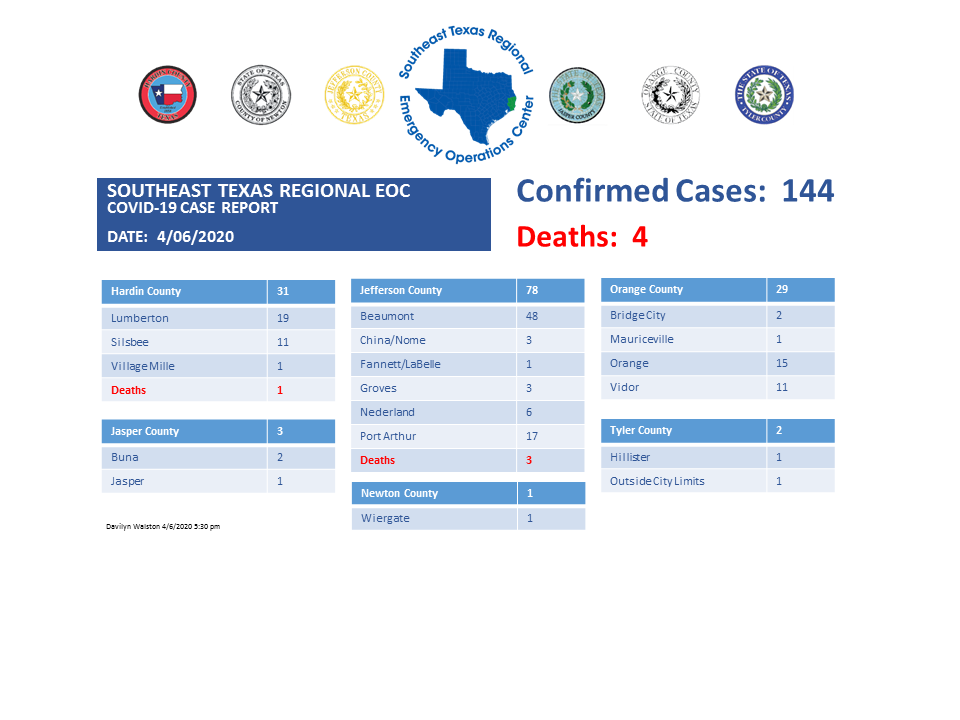 Southeast Texas Regional
Emergency Operations Center
STATE OF TEXAS
COUNTY OF NEWTON
JEFFERSON COUNTY
TEXAS
THE STATE OF TEXAS
JASPER COUNTY
ORANGE COUNTY
STATE OF TEXAS
THE STATE OF TEXAS
TYLER COUNTY
SOUTHEAST TEXAS REGIONAL EOC
COVID-19 CASE REPORT
DATE: 4/06/2020
Confirmed Cases: 144
Deaths: 4
Hardin County 31
Lumberton 19
Silsbee 11
Village Mille 1
Deaths 1
Jasper County 3
Buna 2
Jasper 1
Jefferson County 78
Beaumont 48
China/Nome 3
Fannett/LaBelle 1
Groves 3
Nederland 6
Port Arthur 17
Deaths 3
Newton County 1
Wiergate 1
Orange County 29
Bridge City 2
Mauriceville 1
Orange 15
Vidor 11
Tyler County 2
Hillister 1
Outside City Limits 1
Davilyn Walston 4/6/2020 5:30 pm